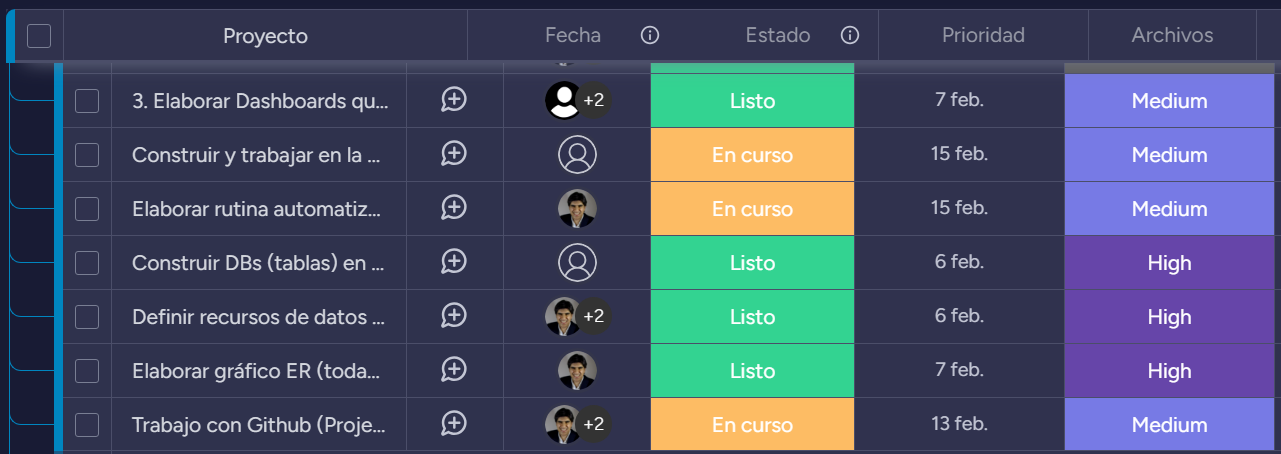 Proyecto Fecha Estado Prioridad Archivos
3. Elaborar Dashboards qu... +2 Listo 7 feb. Medium
Construir y trabajar en la ... En curso 15 feb. Medium
Elaborar rutina automatiz... En curso 15 feb. Medium
Construir DBs (tablas) en ... Listo 6 feb. High
Definir recursos de datos ... +2 Listo 6 feb. High
Elaborar gráfico ER (toda... Listo 7 feb. High
Trabajo con Github (Proje... +2 En curso 13 feb. Medium